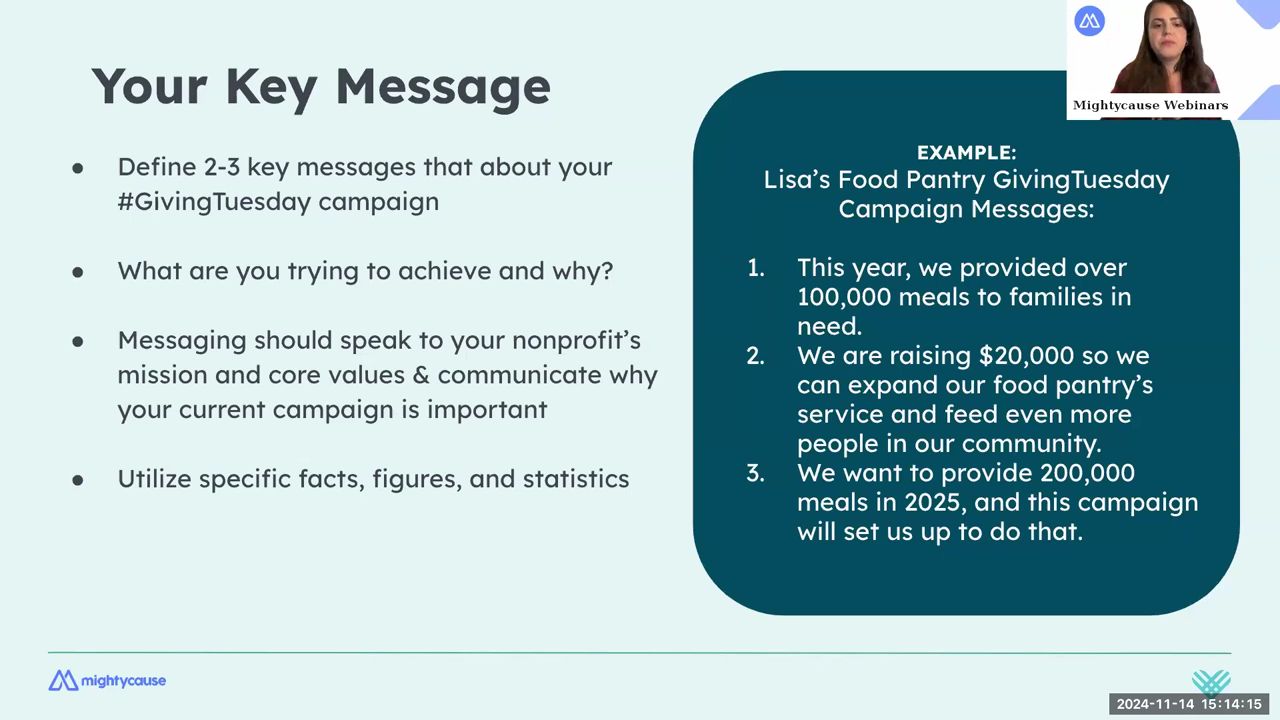 Your Key Message
● Define 2-3 key messages that about your
#GivingTuesday campaign
● What are you trying to achieve and why?
● Messaging should speak to your nonprofit's
mission and core values & communicate why
your current campaign is important
● Utilize specific facts, figures, and statistics
Mightycause Webinars
EXAMPLE:
Lisa's Food Pantry GivingTuesday
Campaign Messages:
1. This year, we provided over
100,000 meals to families in
need.
2. We are raising $20,000 so we
can expand our food pantry's
service and feed even more
people in our community.
3. We want to provide 200,000
meals in 2025, and this campaign
will set us up to do that.
mightycause
2024-11-14 15:14:15